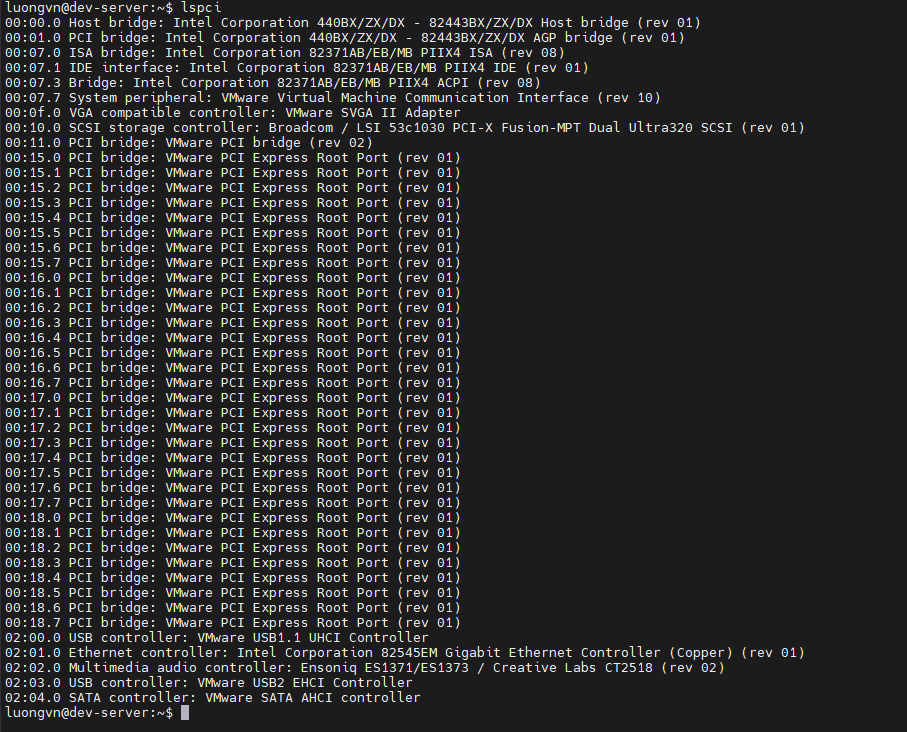 luongvn@dev-server:~$ lspci
00:00.0 Host bridge: Intel Corporation 440BX/ZX/DX - 82443BX/ZX/DX Host bridge (rev 01)
00:01.0 PCI bridge: Intel Corporation 440BX/ZX/DX - 82443BX/ZX/DX AGP bridge (rev 01)
00:07.0 ISA bridge: Intel Corporation 82371AB/EB/MB PIIX4 ISA (rev 08)
00:07.1 IDE interface: Intel Corporation 82371AB/EB/MB PIIX4 IDE (rev 01)
00:07.3 Bridge: Intel Corporation 82371AB/EB/MB PIIX4 ACPI (rev 08)
00:07.7 System peripheral: VMware Virtual Machine Communication Interface (rev 10)
00:0f.0 VGA compatible controller: VMware SVGA II Adapter
00:10.0 SCSI storage controller: Broadcom / LSI 53c1030 PCI-X Fusion-MPT Dual Ultra320 SCSI (rev 01)
00:11.0 PCI bridge: VMware PCI bridge (rev 02)
00:15.0 PCI bridge: VMware PCI Express Root Port (rev 01)
00:15.1 PCI bridge: VMware PCI Express Root Port (rev 01)
00:15.2 PCI bridge: VMware PCI Express Root Port (rev 01)
00:15.3 PCI bridge: VMware PCI Express Root Port (rev 01)
00:15.4 PCI bridge: VMware PCI Express Root Port (rev 01)
00:15.5 PCI bridge: VMware PCI Express Root Port (rev 01)
00:15.6 PCI bridge: VMware PCI Express Root Port (rev 01)
00:15.7 PCI bridge: VMware PCI Express Root Port (rev 01)
00:16.0 PCI bridge: VMware PCI Express Root Port (rev 01)
00:16.1 PCI bridge: VMware PCI Express Root Port (rev 01)
00:16.2 PCI bridge: VMware PCI Express Root Port (rev 01)
00:16.3 PCI bridge: VMware PCI Express Root Port (rev 01)
00:16.4 PCI bridge: VMware PCI Express Root Port (rev 01)
00:16.5 PCI bridge: VMware PCI Express Root Port (rev 01)
00:16.6 PCI bridge: VMware PCI Express Root Port (rev 01)
00:16.7 PCI bridge: VMware PCI Express Root Port (rev 01)
00:17.0 PCI bridge: VMware PCI Express Root Port (rev 01)
00:17.1 PCI bridge: VMware PCI Express Root Port (rev 01)
00:17.2 PCI bridge: VMware PCI Express Root Port (rev 01)
00:17.3 PCI bridge: VMware PCI Express Root Port (rev 01)
00:17.4 PCI bridge: VMware PCI Express Root Port (rev 01)
00:17.5 PCI bridge: VMware PCI Express Root Port (rev 01)
00:17.6 PCI bridge: VMware PCI Express Root Port (rev 01)
00:17.7 PCI bridge: VMware PCI Express Root Port (rev 01)
00:18.0 PCI bridge: VMware PCI Express Root Port (rev 01)
00:18.1 PCI bridge: VMware PCI Express Root Port (rev 01)
00:18.2 PCI bridge: VMware PCI Express Root Port (rev 01)
00:18.3 PCI bridge: VMware PCI Express Root Port (rev 01)
00:18.4 PCI bridge: VMware PCI Express Root Port (rev 01)
00:18.5 PCI bridge: VMware PCI Express Root Port (rev 01)
00:18.6 PCI bridge: VMware PCI Express Root Port (rev 01)
00:18.7 PCI bridge: VMware PCI Express Root Port (rev 01)
02:00.0 USB controller: VMware USB1.1 UHCI Controller
02:01.0 Ethernet controller: Intel Corporation 82545EM Gigabit Ethernet Controller (Copper) (rev 01)
02:02.0 Multimedia audio controller: Ensoniq ES1371/ES1373 / Creative Labs CT2518 (rev 02)
02:03.0 USB controller: VMware USB2 EHCI Controller
02:04.0 SATA controller: VMware SATA AHCI controller
luongvn@dev-server:~$